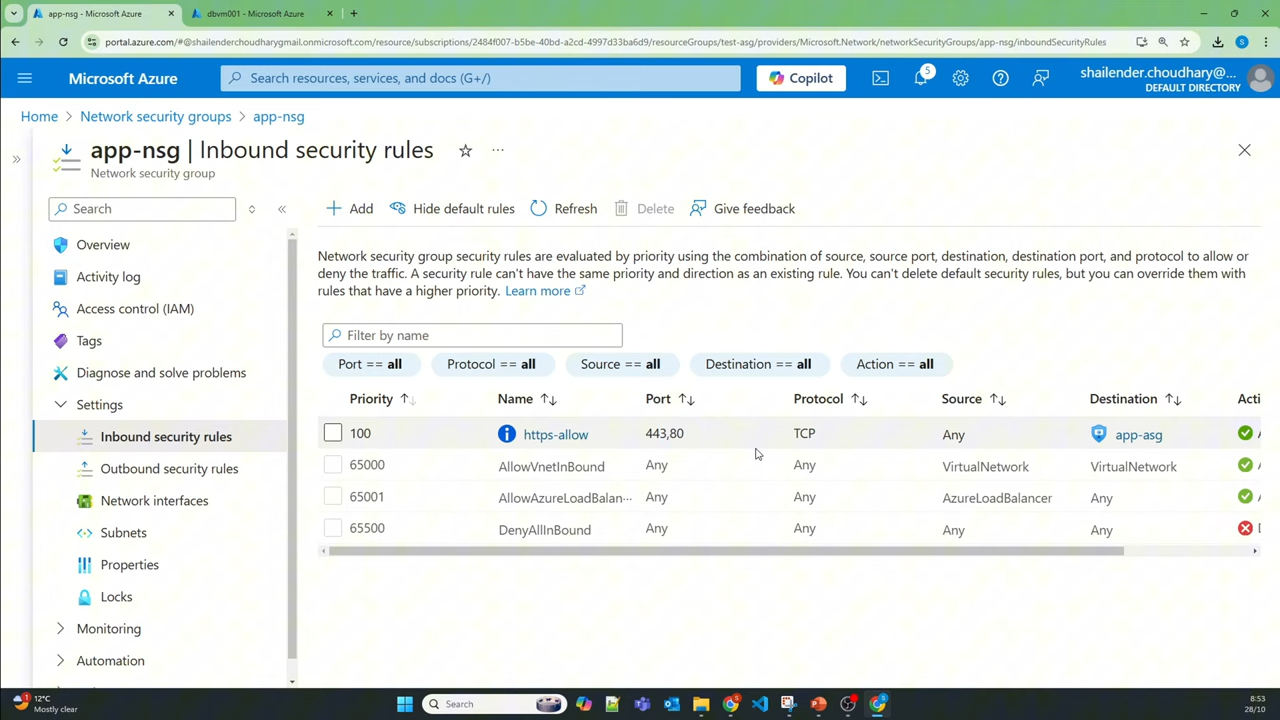 app-nsg - Microsoft Azure
dbvm001 - Microsoft Azure
portal.azure.com/#@shailenderchoudharygmail.onmicrosoft.com/resource/subscriptions/2484f007-b5be-40bd-a2cd-4997d33ba6d9/resourceGroups/test-asg/providers/Microsoft.Network/networkSecurityGroups/app-nsg/inboundSecurityRules
S
Microsoft Azure
Search resources, services, and docs (G+/)
Copilot
5
shailender.choudhary@...
DEFAULT DIRECTORY
Home > Network security groups > app-nsg
app-nsg | Inbound security rules
Network security group
Search
Overview
Activity log
Access control (IAM)
Tags
Diagnose and solve problems
Settings
Inbound security rules
Outbound security rules
Network interfaces
Subnets
Properties
Locks
Monitoring
Automation
Add Hide default rules Refresh Delete Give feedback
Network security group security rules are evaluated by priority using the combination of source, source port, destination, destination port, and protocol to allow or
deny the traffic. A security rule can't have the same priority and direction as an existing rule. You can't delete default security rules, but you can override them with
rules that have a higher priority. Learn more
Filter by name
Port == all Protocol == all Source == all Destination == all Action == all
Priority Name Port Protocol Source Destination Acti
100 https-allow 443,80 TCP Any app-asg A
65000 AllowVnetInBound Any Any VirtualNetwork VirtualNetwork A
65001 AllowAzureLoadBalan··· Any Any AzureLoadBalancer Any A
65500 DenyAllInBound Any Any Any Any D
1
12°C
Mostly clear
Search
8:53
28/10